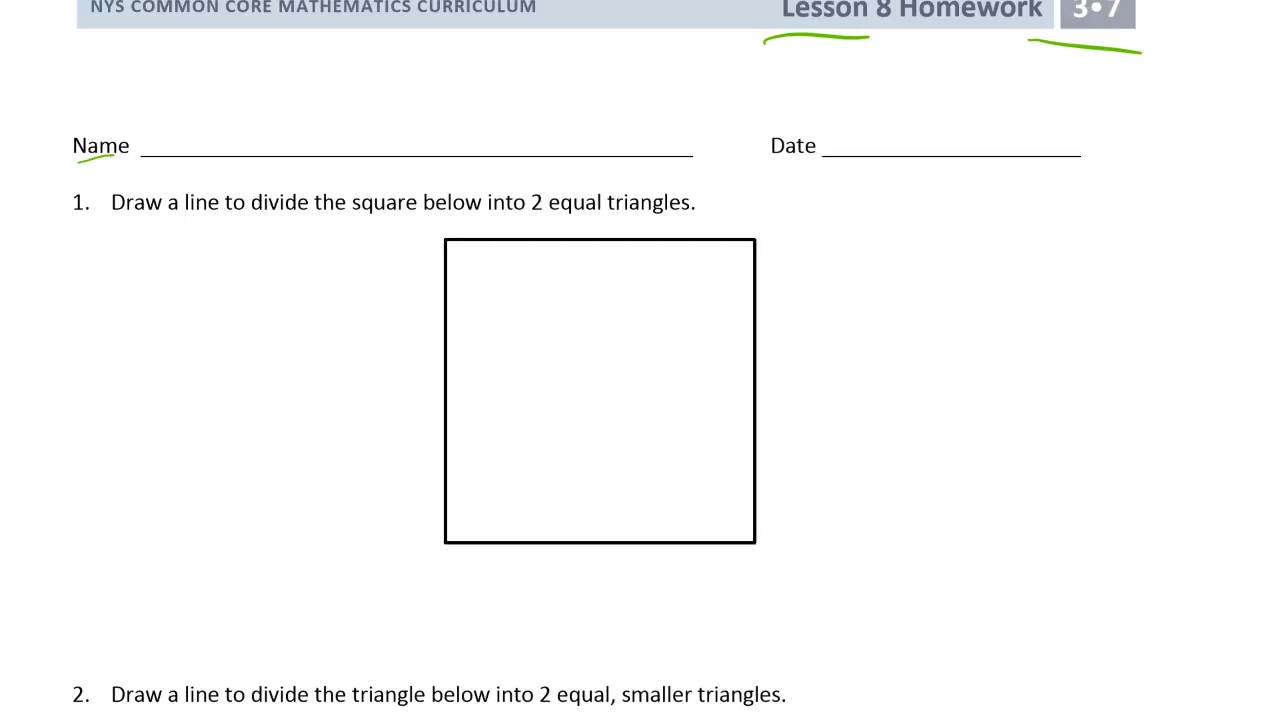 NYS COMMON CORE MATHEMATICS CURRICULUM Lesson 8 Homework 3•7
Name Date
1. Draw a line to divide the square below into 2 equal triangles.
2. Draw a line to divide the triangle below into 2 equal, smaller triangles.